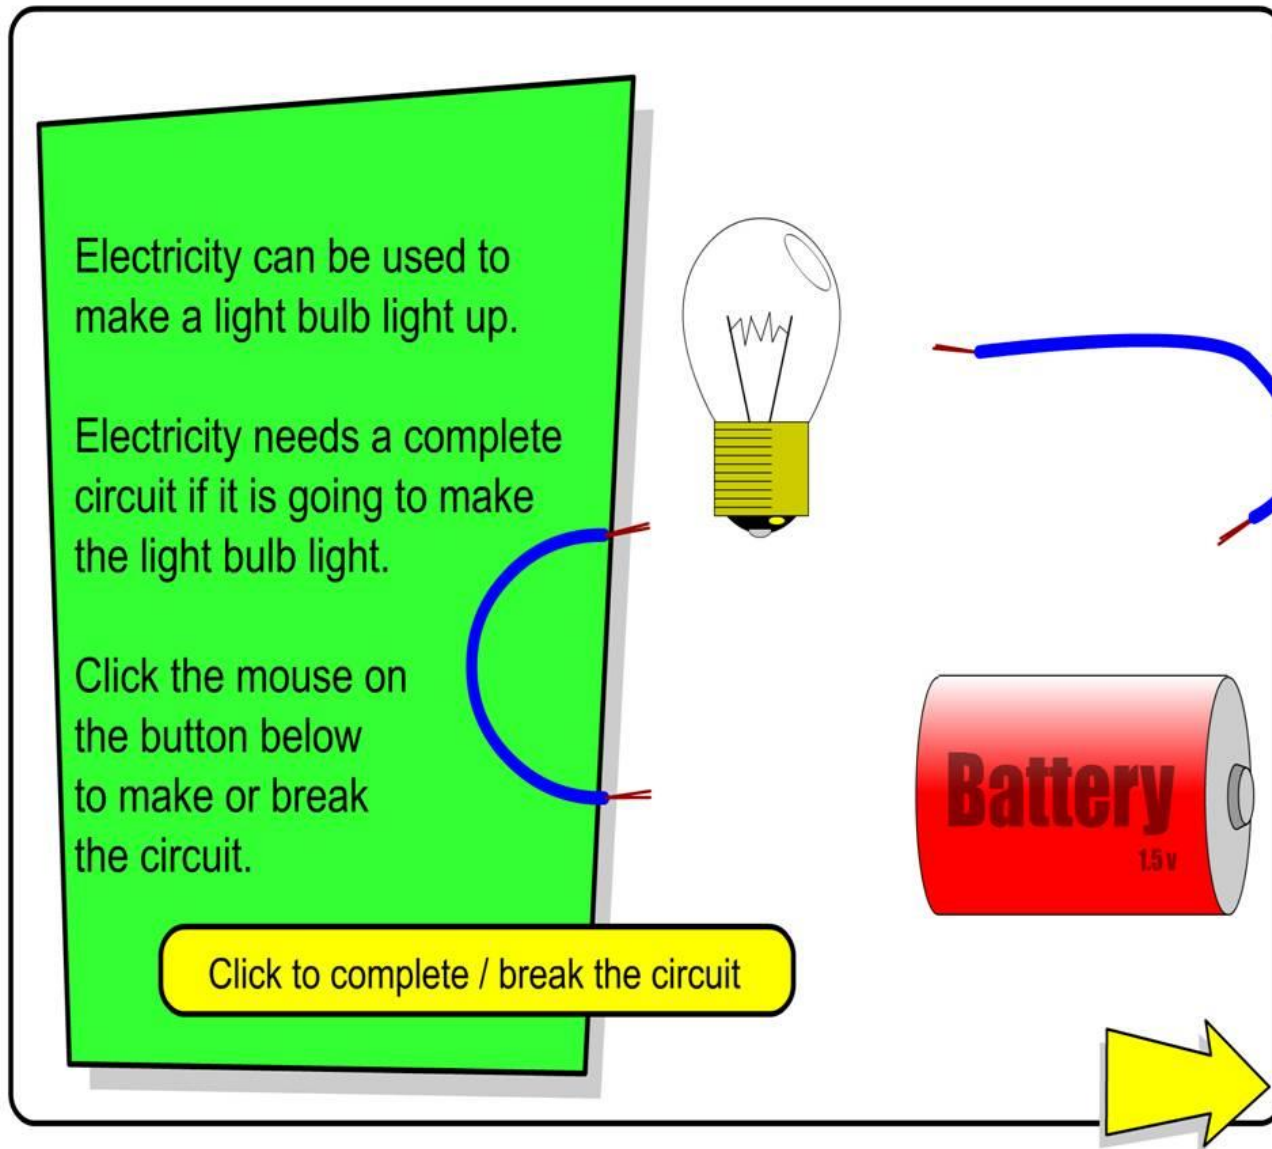 Electricity can be used to
make a light bulb light up.
Electricity needs a complete
circuit if it is going to make
the light bulb light.
Click the mouse on
the button below
to make or break
the circuit.
Battery
1.5 v
Click to complete / break the circuit